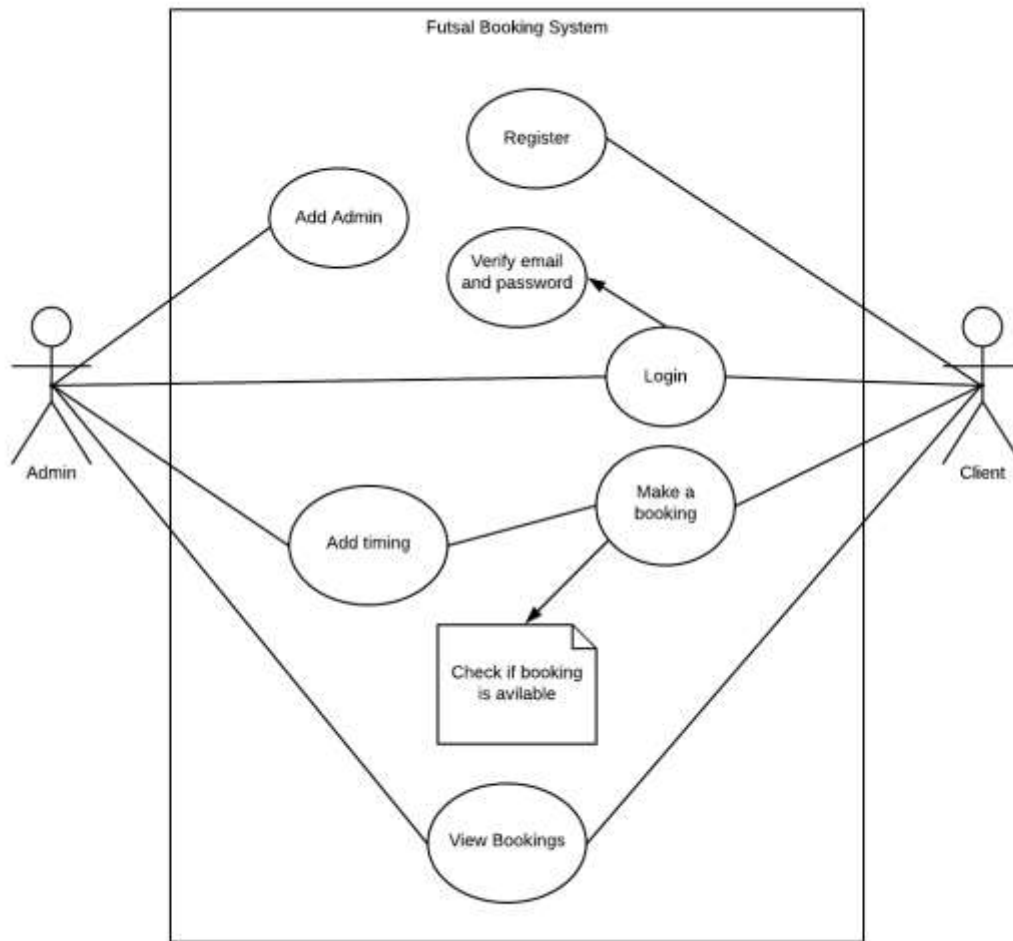 Futsal Booking System
Register
Add Admin
Verify email
and password
Login
Admin
Client
Make a
booking
Add timing
Check if booking
is avilable
View Bookings